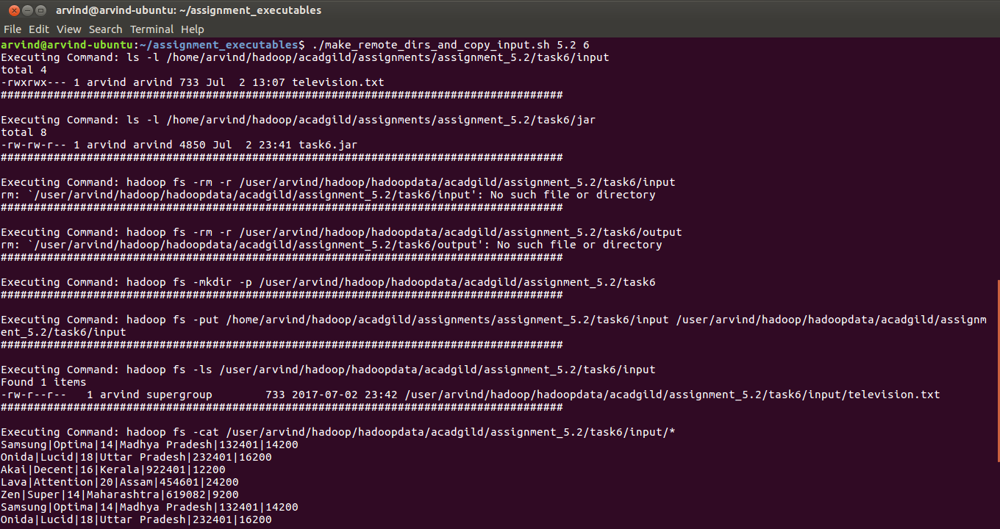 arvind@arvind-ubuntu: ~/assignment_executables
File Edit View Search Terminal Help
arvind@arvind-ubuntu:~/assignment_executables$ ./make_remote_dirs_and_copy_input.sh 5.2 6
Executing Command: ls -l /home/arvind/hadoop/acadgild/assignments/assignment_5.2/task6/input
total 4
-rwxrwx--- 1 arvind arvind 733 Jul  2 13:07 television.txt
#####################################################################################

Executing Command: ls -l /home/arvind/hadoop/acadgild/assignments/assignment_5.2/task6/jar
total 8
-rw-rw-r-- 1 arvind arvind 4850 Jul  2 23:41 task6.jar
#####################################################################################

Executing Command: hadoop fs -rm -r /user/arvind/hadoop/hadoopdata/acadgild/assignment_5.2/task6/input
rm: `/user/arvind/hadoop/hadoopdata/acadgild/assignment_5.2/task6/input': No such file or directory
#####################################################################################

Executing Command: hadoop fs -rm -r /user/arvind/hadoop/hadoopdata/acadgild/assignment_5.2/task6/output
rm: `/user/arvind/hadoop/hadoopdata/acadgild/assignment_5.2/task6/output': No such file or directory
#####################################################################################

Executing Command: hadoop fs -mkdir -p /user/arvind/hadoop/hadoopdata/acadgild/assignment_5.2/task6
#####################################################################################

Executing Command: hadoop fs -put /home/arvind/hadoop/acadgild/assignments/assignment_5.2/task6/input /user/arvind/hadoop/hadoopdata/acadgild/assignm
ent_5.2/task6/input
#####################################################################################

Executing Command: hadoop fs -ls /user/arvind/hadoop/hadoopdata/acadgild/assignment_5.2/task6/input
Found 1 items
-rw-r--r--   1 arvind supergroup        733 2017-07-02 23:42 /user/arvind/hadoop/hadoopdata/acadgild/assignment_5.2/task6/input/television.txt
#####################################################################################

Executing Command: hadoop fs -cat /user/arvind/hadoop/hadoopdata/acadgild/assignment_5.2/task6/input/*
Samsung|Optima|14|Madhya Pradesh|132401|14200
Onida|Lucid|18|Uttar Pradesh|232401|16200
Akai|Decent|16|Kerala|922401|12200
Lava|Attention|20|Assam|454601|24200
Zen|Super|14|Maharashtra|619082|9200
Samsung|Optima|14|Madhya Pradesh|132401|14200
Onida|Lucid|18|Uttar Pradesh|232401|16200